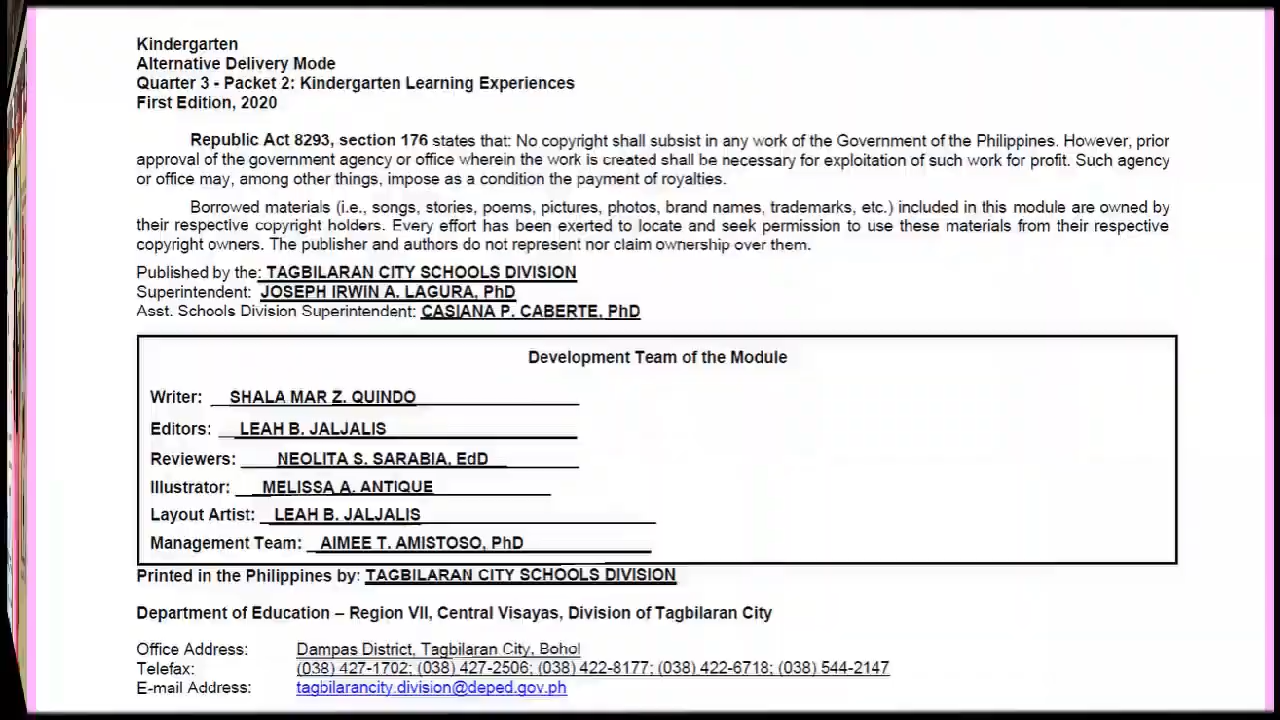 Kindergarten
Alternative Delivery Mode
Quarter 3 - Packet 2: Kindergarten Learning Experiences
First Edition, 2020
Republic Act 8293, section 176 states that: No copyright shall subsist in any work of the Government of the Philippines. However, prior
approval of the government agency or office wherein the work is created shall be necessary for exploitation of such work for profit. Such agency
or office may, among other things, impose as a condition the payment of royalties.
Borrowed materials (i.e., songs, stories, poems, pictures, photos, brand names, trademarks, etc.) included in this module are owned by
their respective copyright holders. Every effort has been exerted to locate and seek permission to use these materials from their respective
copyright owners. The publisher and authors do not represent nor claim ownership over them.
Published by the: TAGBILARAN CITY SCHOOLS DIVISION
Superintendent: JOSEPH IRWIN A. LAGURA, PhD
Asst. Schools Division Superintendent: CASIANA P. CABERTE, PhD
Development Team of the Module
Writer: SHALA MAR Z. QUINDO
Editors: LEAH B. JALJALIS
Reviewers: NEOLITA S. SARABIA, EdD
Illustrator: MELISSA A. ANTIQUE
Layout Artist: LEAH B. JALJALIS
Management Team: AIMEE T. AMISTOSO, PhD
Printed in the Philippines by: TAGBILARAN CITY SCHOOLS DIVISION
Department of Education – Region VII, Central Visayas, Division of Tagbilaran City
Office Address: Dampas District, Tagbilaran City, Bohol
Telefax: (038) 427-1702; (038) 427-2506; (038) 422-8177; (038) 422-6718; (038) 544-2147
E-mail Address: tagbilarancity.division@deped.gov.ph